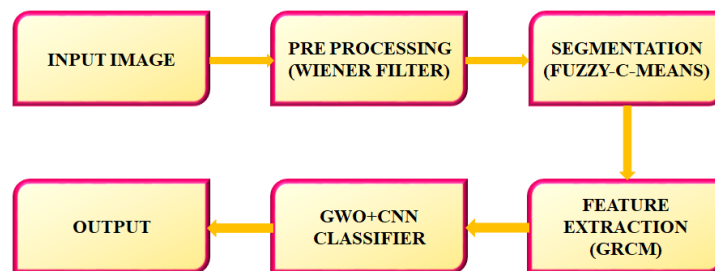 INPUT IMAGE
PRE PROCESSING
(WIENER FILTER)
SEGMENTATION
(FUZZY-C-MEANS)
FEATURE
EXTRACTION
(GRCM)
GWO+CNN
CLASSIFIER
OUTPUT